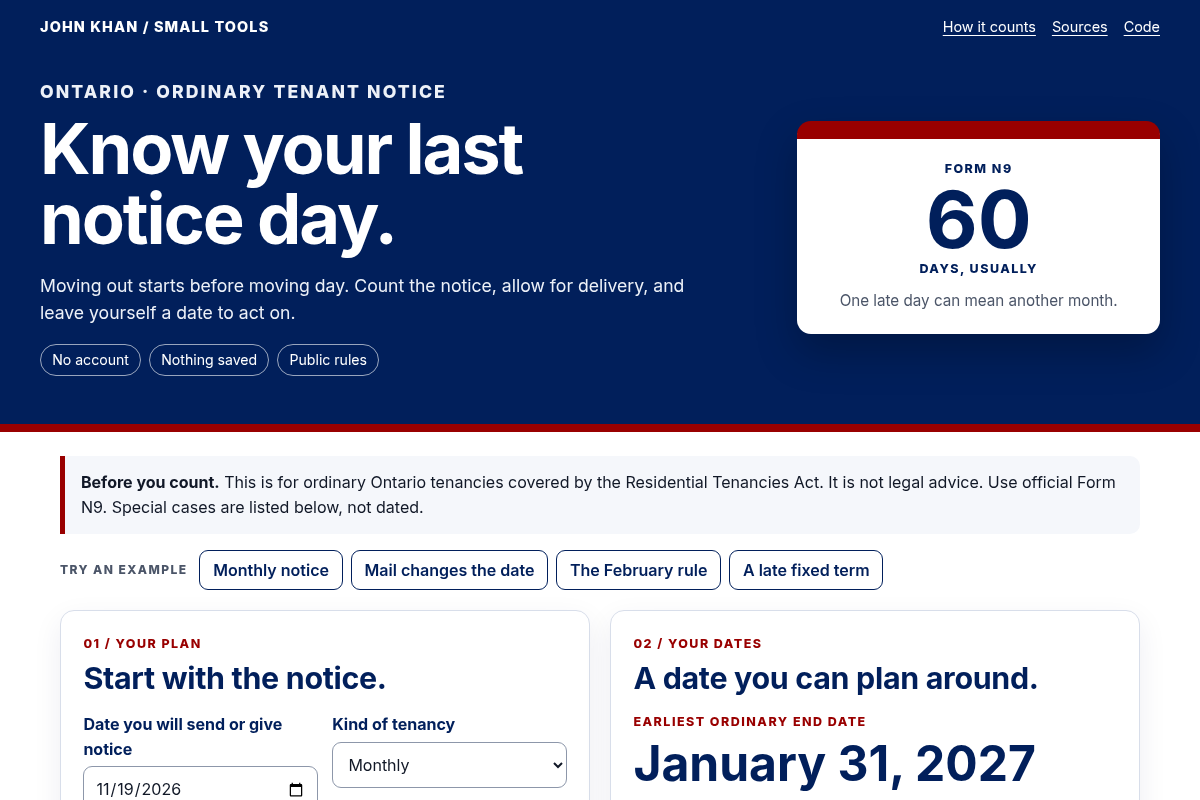 JOHN KHAN / SMALL TOOLS
How it counts Sources Code
ONTARIO · ORDINARY TENANT NOTICE
Know your last
notice day.
Moving out starts before moving day. Count the notice, allow for delivery, and
leave yourself a date to act on.
No account Nothing saved Public rules
FORM N9
60
DAYS, USUALLY
One late day can mean another month.
Before you count. This is for ordinary Ontario tenancies covered by the Residential Tenancies Act. It is not legal advice. Use official Form
N9. Special cases are listed below, not dated.
TRY AN EXAMPLE Monthly notice Mail changes the date The February rule A late fixed term
01 / YOUR PLAN
Start with the notice.
Date you will send or give
notice
11/19/2026
Kind of tenancy
Monthly
02 / YOUR DATES
A date you can plan around.
EARLIEST ORDINARY END DATE
January 31, 2027